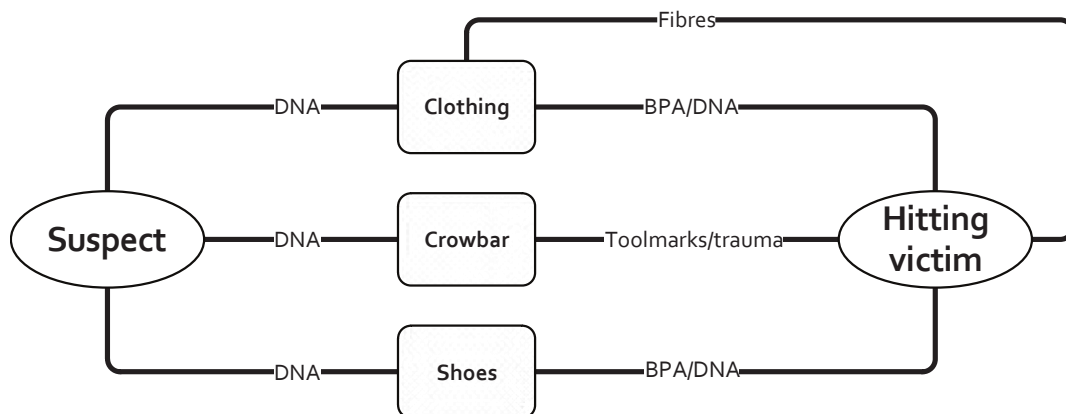 Fibres
DNA
Clothing
BPA/DNA
Suspect
DNA
Crowbar
Toolmarks/trauma
Hitting
victim
DNA
Shoes
BPA/DNA